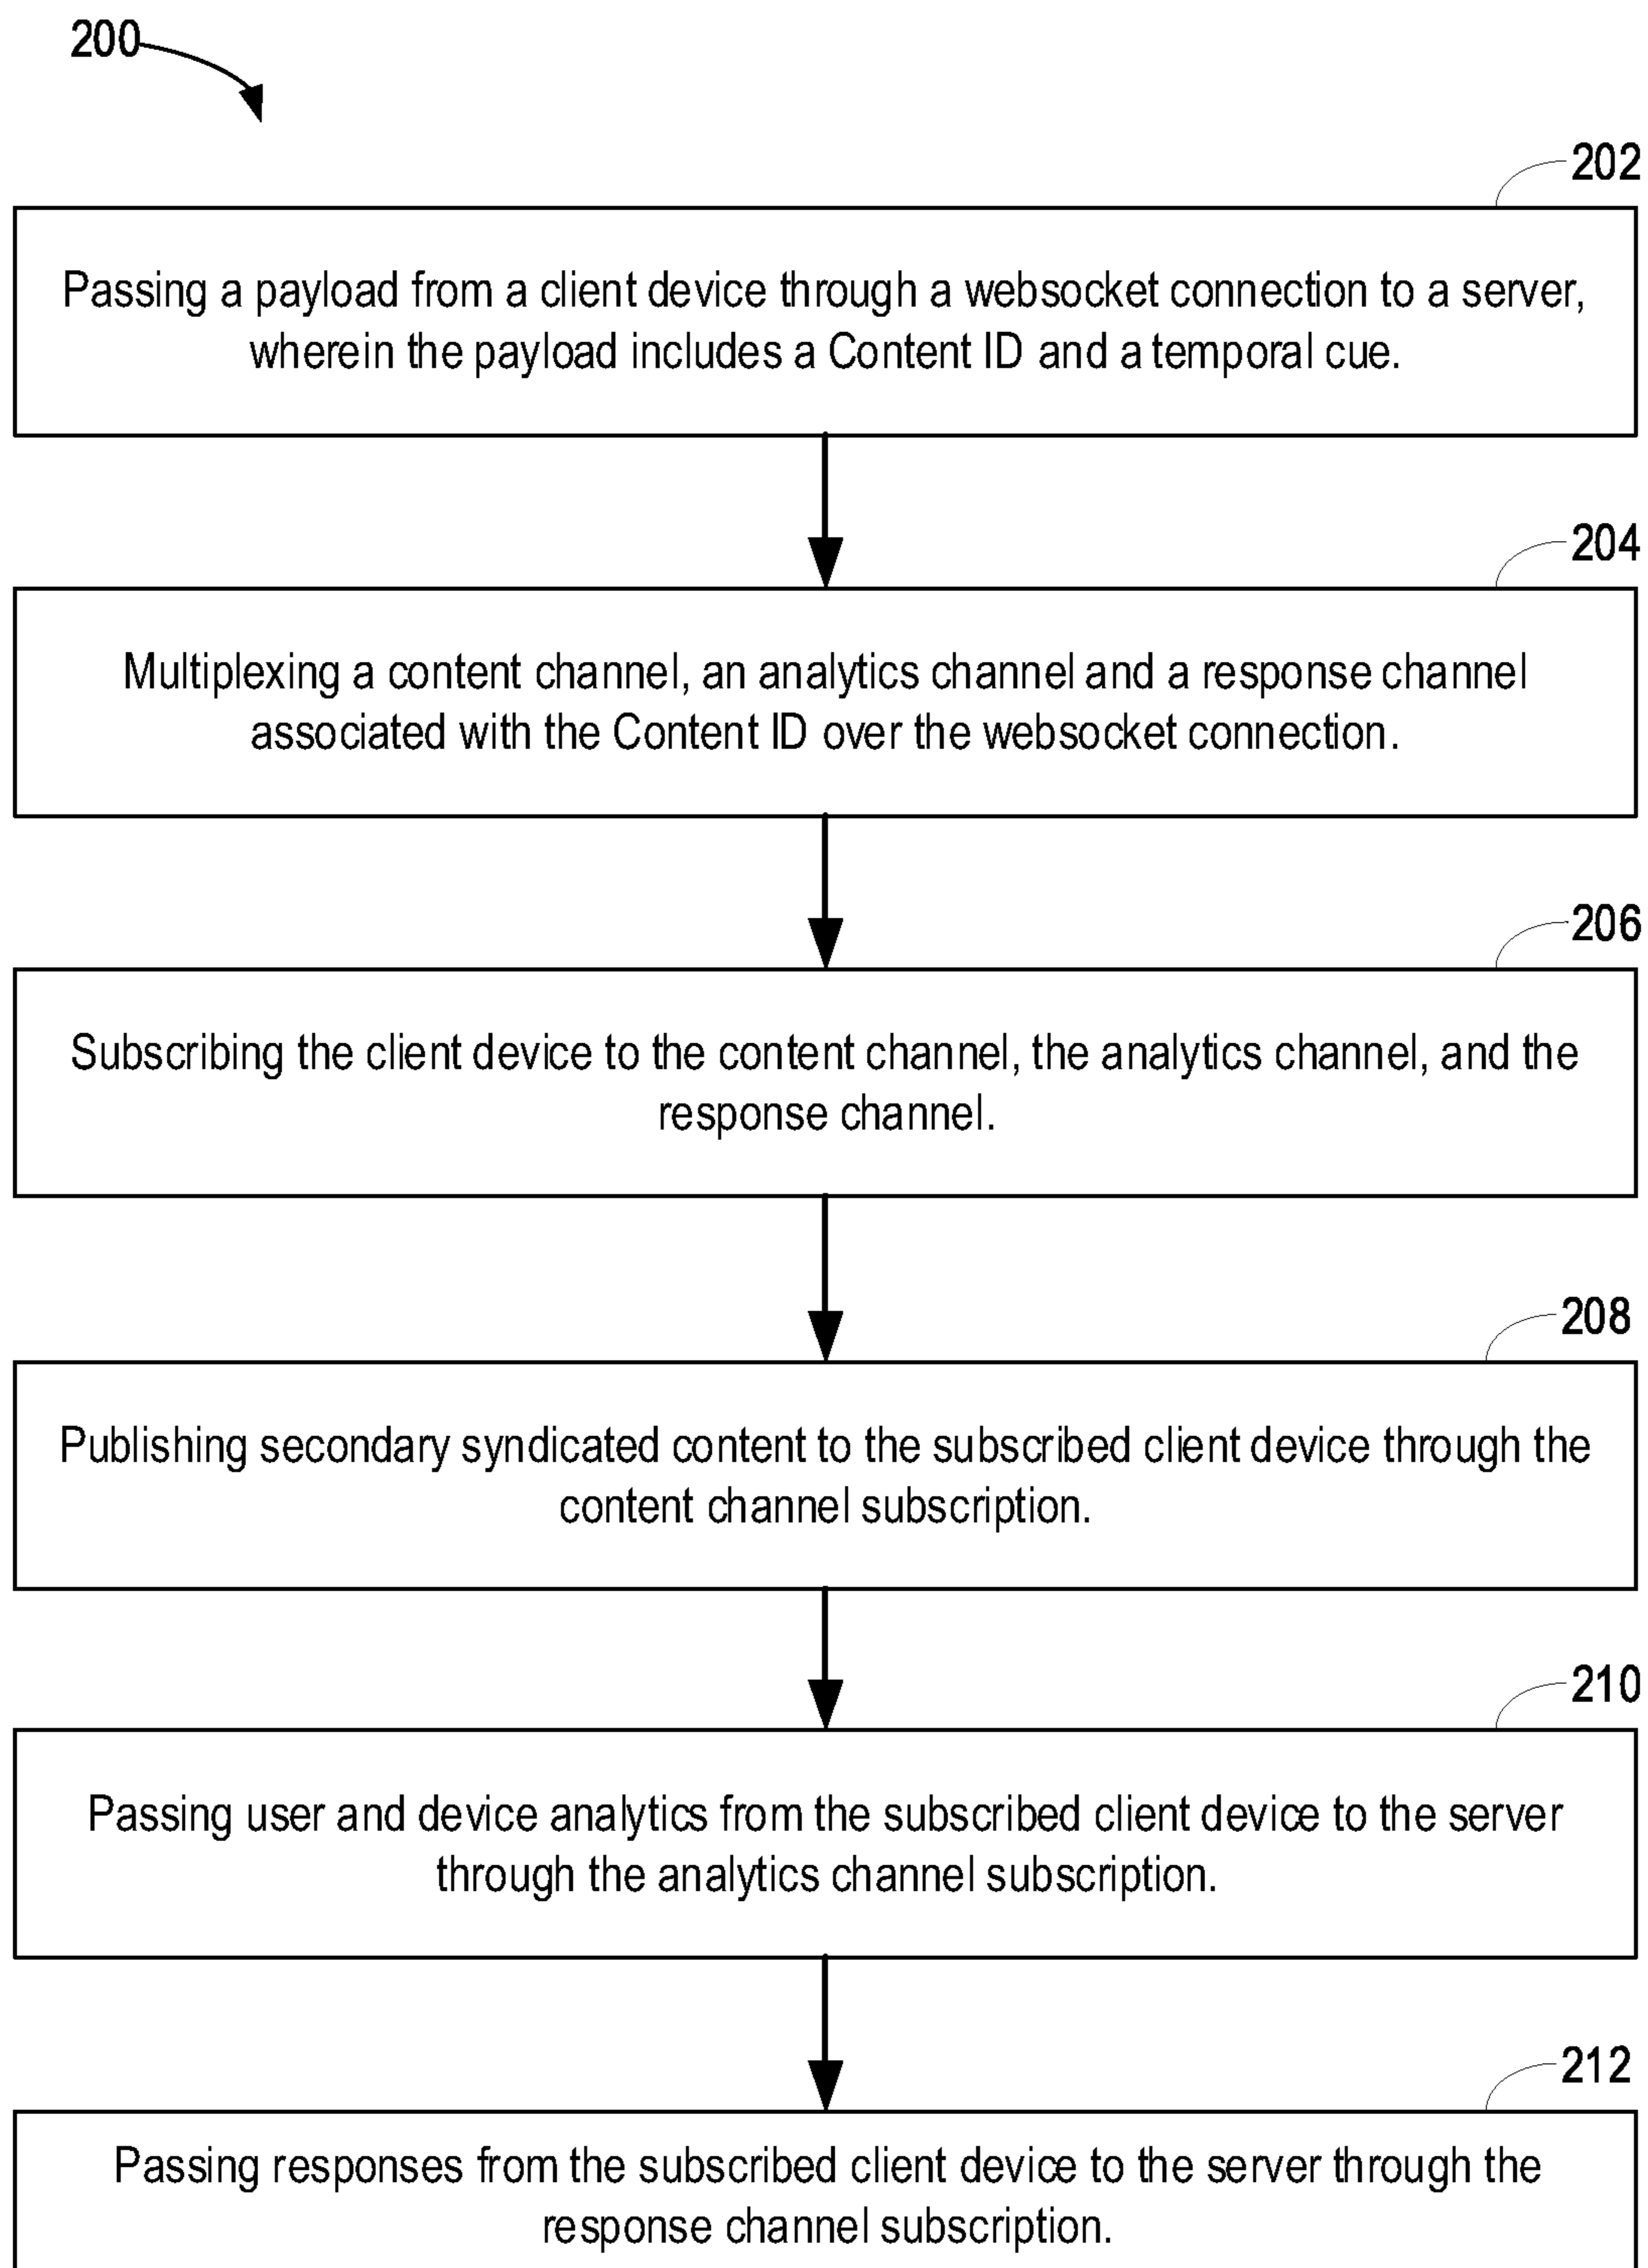 200
202
Passing a payload from a client device through a websocket connection to a server,
wherein the payload includes a Content ID and a temporal cue.
204
Multiplexing a content channel, an analytics channel and a response channel
associated with the Content ID over the websocket connection.
206
Subscribing the client device to the content channel, the analytics channel, and the
response channel.
208
Publishing secondary syndicated content to the subscribed client device through the
content channel subscription.
210
Passing user and device analytics from the subscribed client device to the server
through the analytics channel subscription.
212
Passing responses from the subscribed client device to the server through the
response channel subscription.